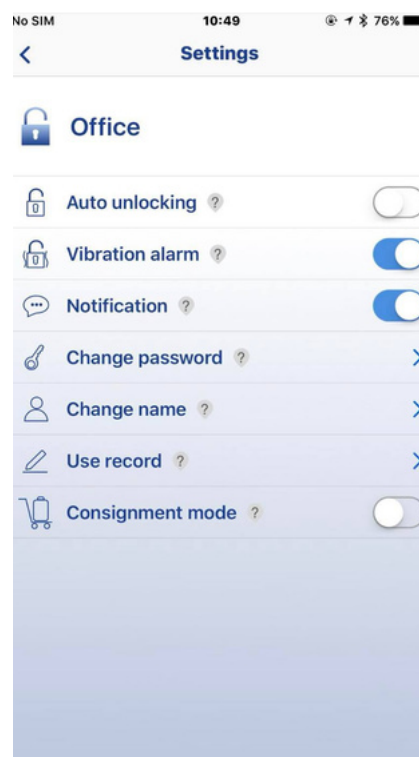 No SIM 10:49 76%
Settings
Office
Auto unlocking ?
Vibration alarm ?
Notification ?
Change password ?
Change name ?
Use record ?
Consignment mode ?